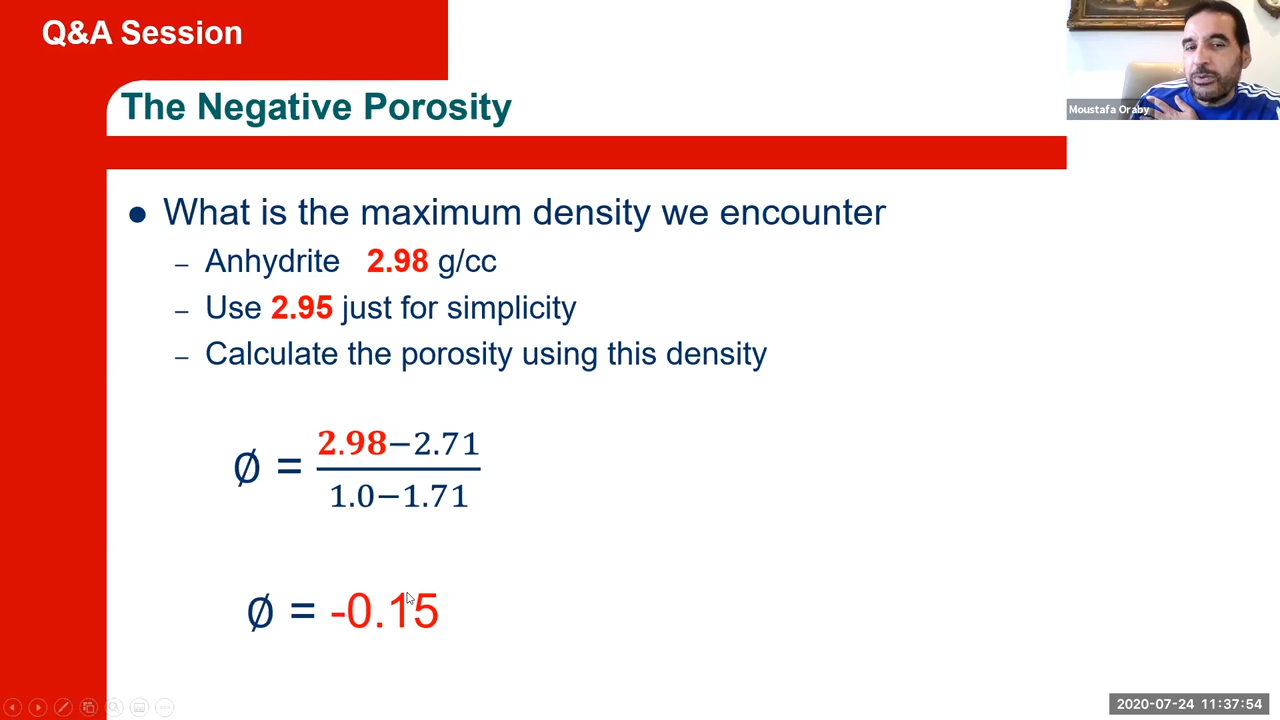 Q&A Session
The Negative Porosity
Moustafa Oraby
● What is the maximum density we encounter
– Anhydrite 2.98 g/cc
– Use 2.95 just for simplicity
– Calculate the porosity using this density
2.98−2.71
∅ =
1.0−1.71
∅ = -0.15
2020-07-24 11:37:54